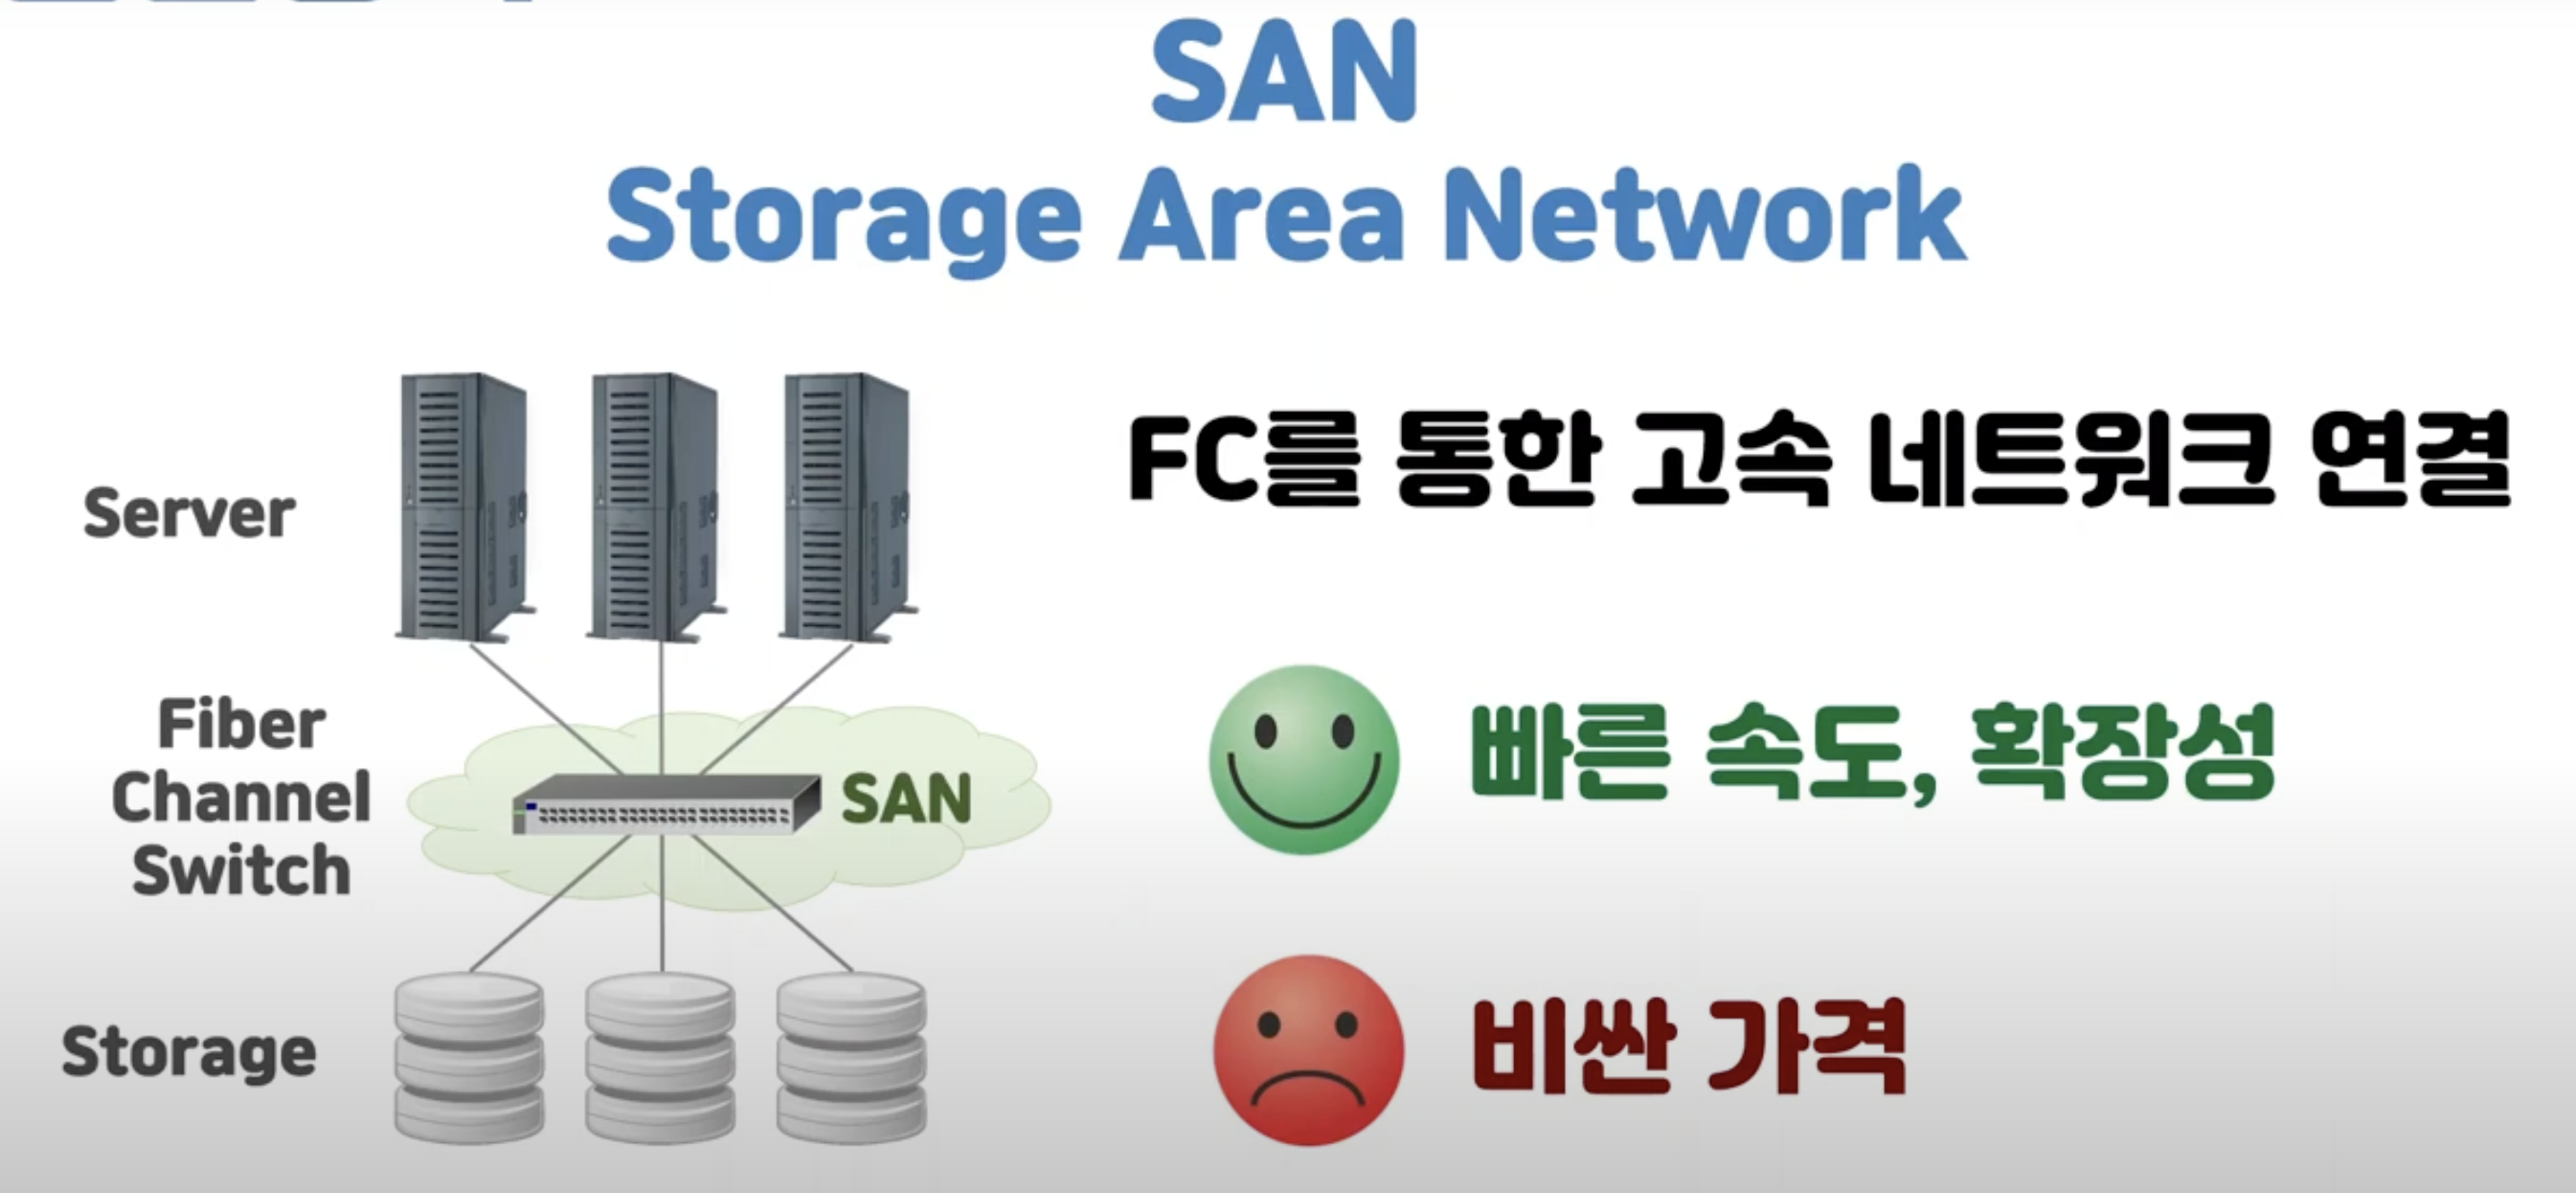 SAN
Storage Area Network
Server
FC를 통한 고속 네트워크 연결
Fiber
Channel
Switch
SAN
빠른 속도, 확장성
Storage
비싼 가격